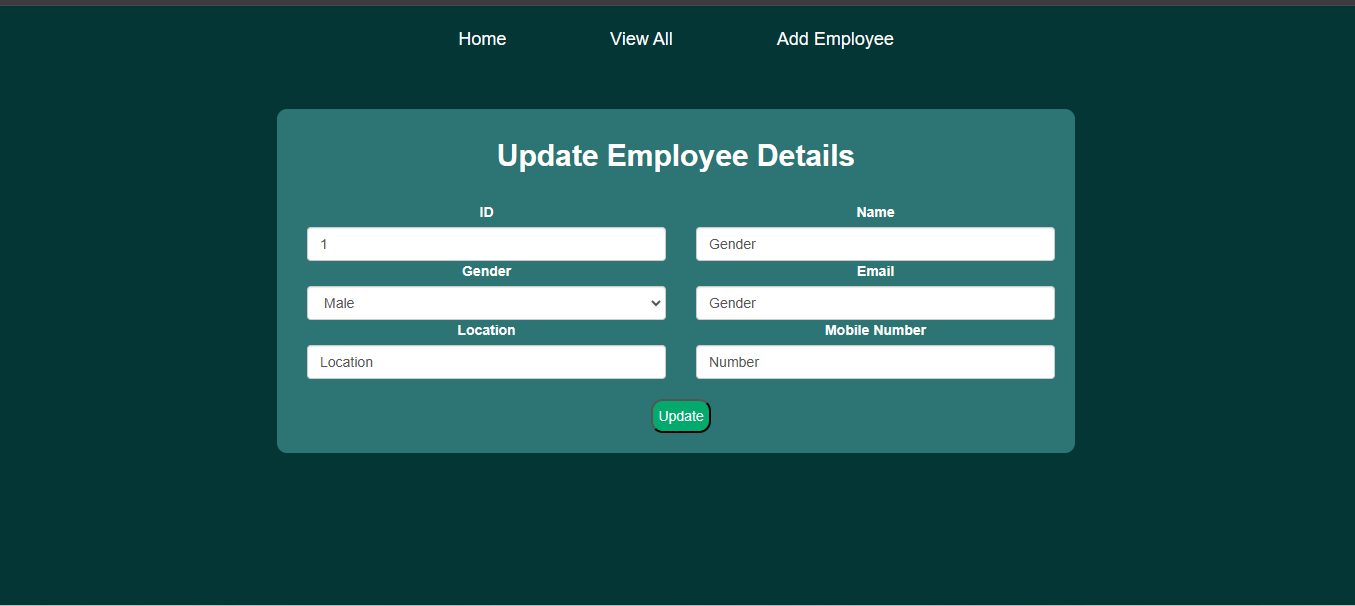 Home View All Add Employee
Update Employee Details
ID Name
1 Gender
Gender Email
Male Gender
Location Mobile Number
Location Number
Update